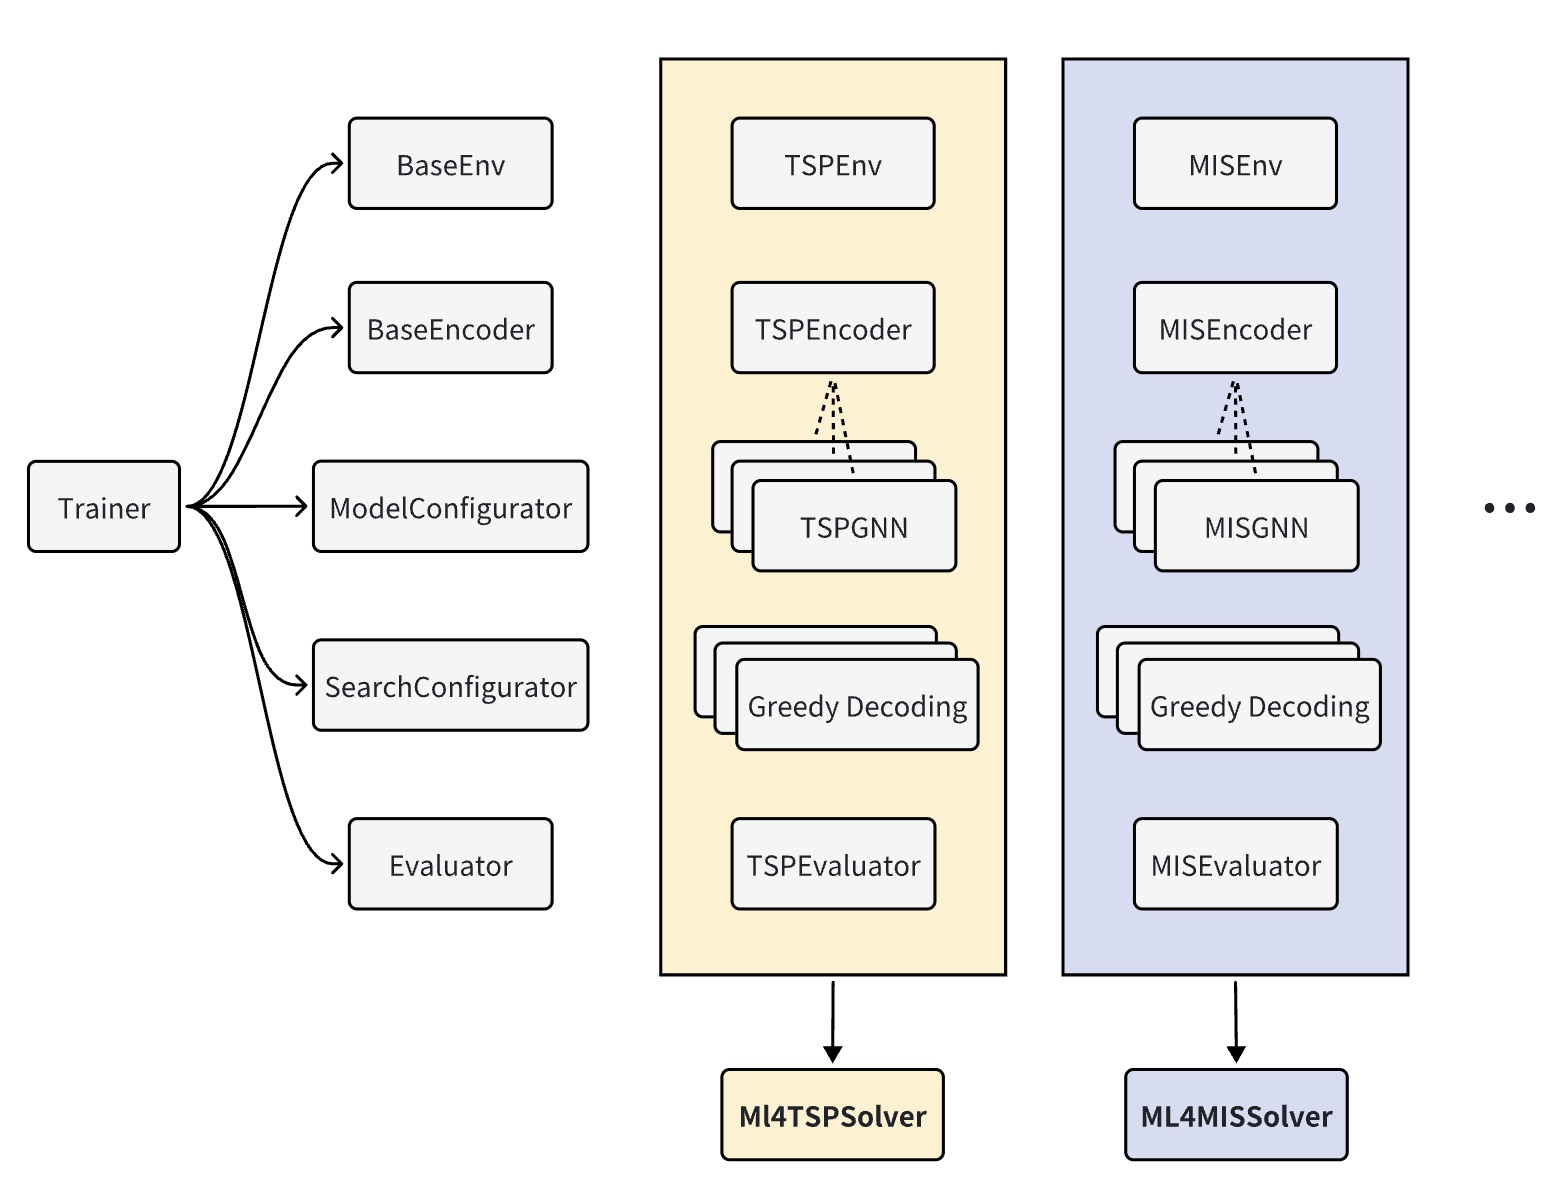 Trainer
BaseEnv
BaseEncoder
ModelConfigurator
SearchConfigurator
Evaluator
TSPEnv
TSPEncoder
TSPGNN
Greedy Decoding
TSPEvaluator
Ml4TSPSolver
MISEnv
MISEncoder
MISGNN
Greedy Decoding
MISEvaluator
ML4MISSolver
...